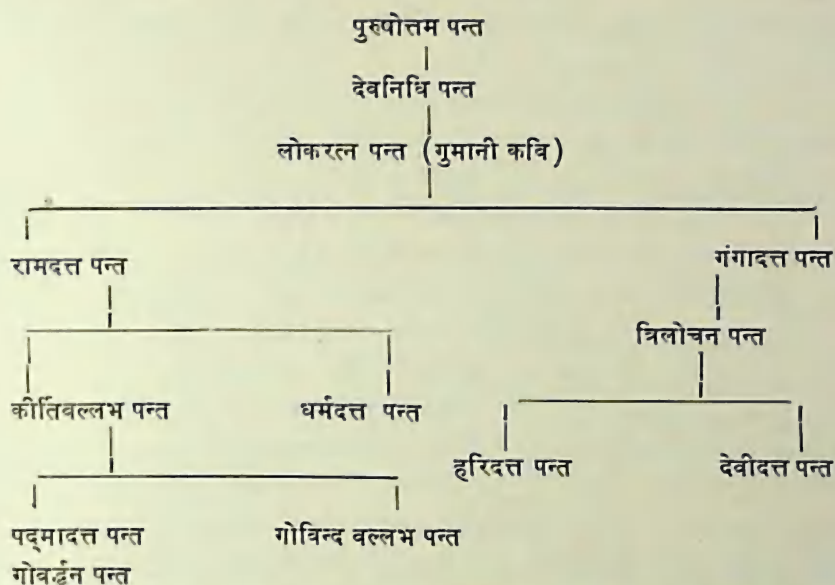 पुरुषोत्तम पन्त
देवनिधि पन्त
लोकरत्न पन्त (गुमानी कवि)
रामदत्त पन्त गंगादत्त पन्त
त्रिलोचन पन्त
कीर्तिवल्लभ पन्त धर्मदत्त पन्त
हरिदत्त पन्त देवीदत्त पन्त
पद्मादत्त पन्त गोविन्द वल्लभ पन्त
गोवर्द्धन पन्त